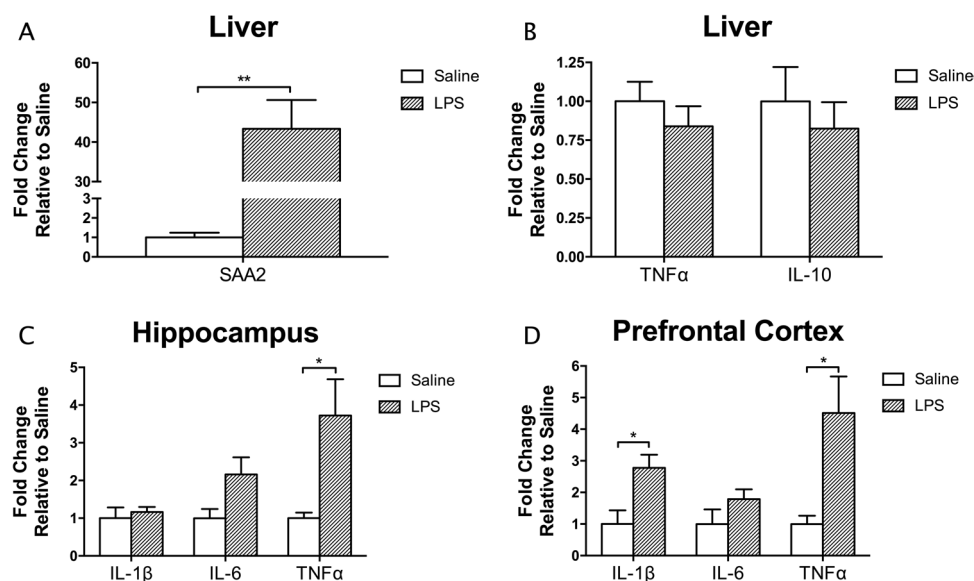 A
Liver
Fold Change
Relative to Saline
60
50
40
30
3
2
1
0
**
SAA2
Saline
LPS
B
Liver
Fold Change
Relative to Saline
1.25
1.00
0.75
0.50
0.25
0.00
TNFα
IL-10
Saline
LPS
C
Hippocampus
Fold Change
Relative to Saline
5
4
3
2
1
0
*
IL-1β
IL-6
TNFα
Saline
LPS
D
Prefrontal Cortex
Fold Change
Relative to Saline
6
5
4
3
2
1
0
*
*
IL-1β
IL-6
TNFα
Saline
LPS